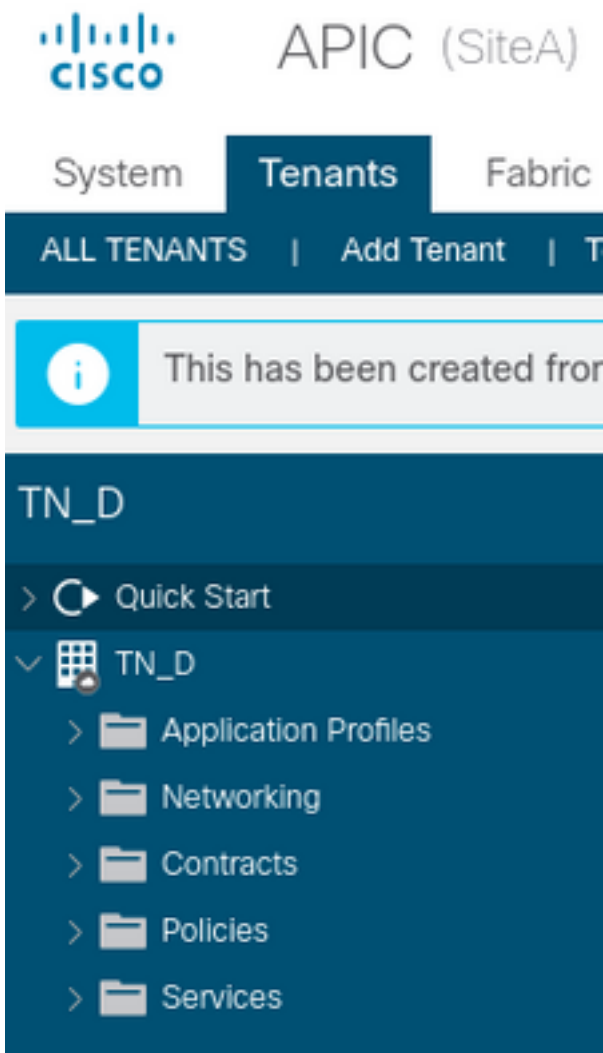 CISCO APIC (SiteA)
System Tenants Fabric
ALL TENANTS | Add Tenant |
This has been created
TN_D
Quick Start
TN_D
Application Profiles
Networking
Contracts
Policies
Services